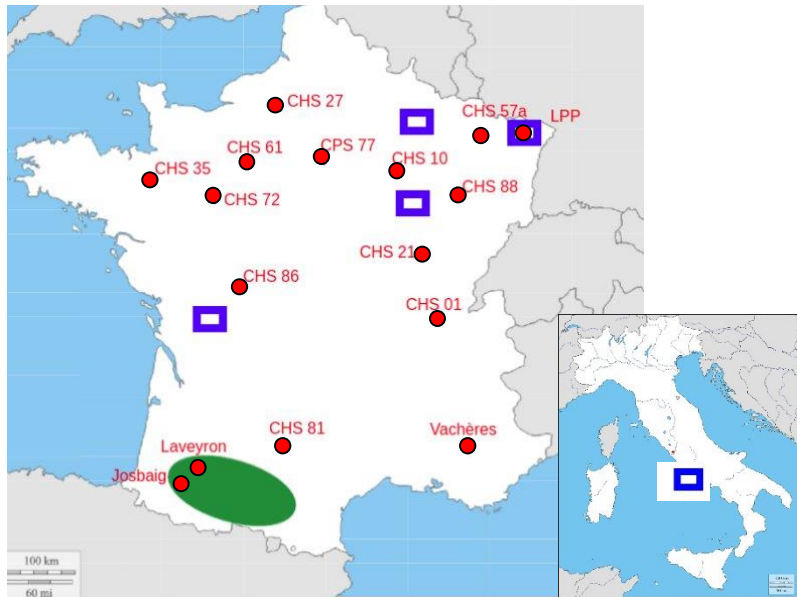 CHS 27
CHS 57a
LPP
CHS 61
CPS 77
CHS 10
CHS 35
CHS 88
CHS 72
CHS 21
CHS 86
CHS 01
CHS 81
Vachères
Laveyron
Josbaig
100 km
60 mi